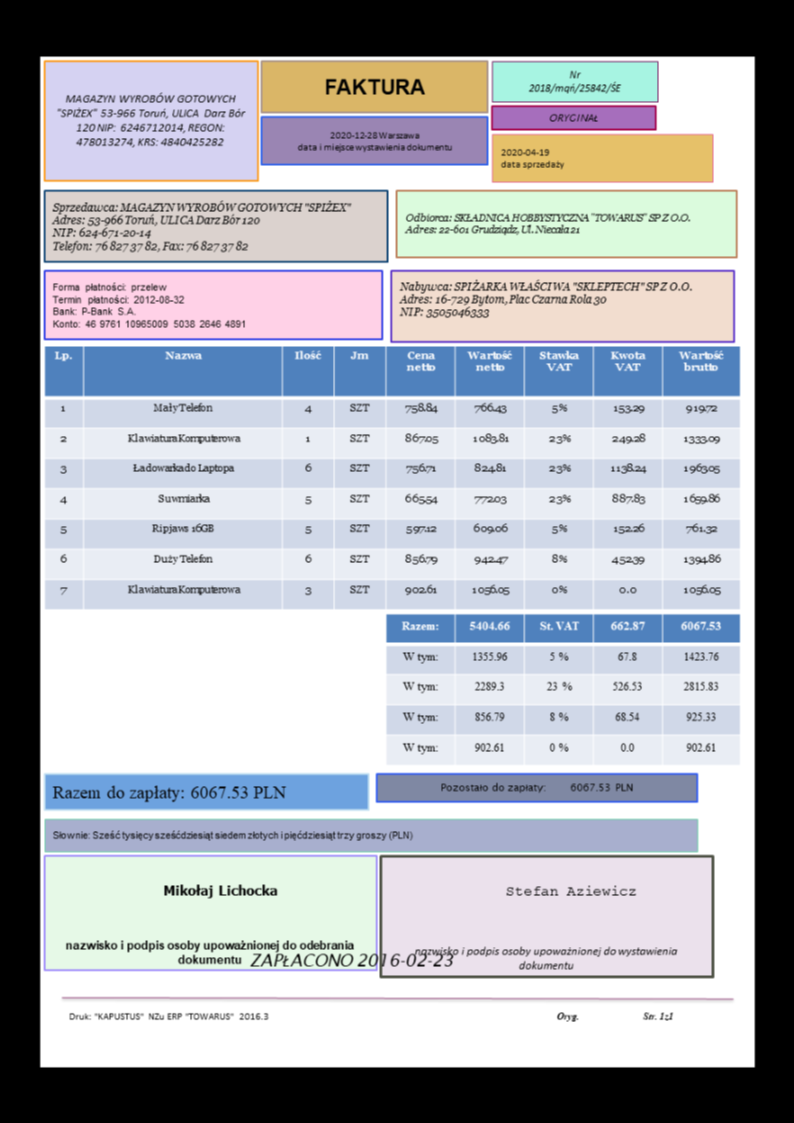 MAGAZYN WYROBÓW GOTOWYCH
"SPIŻEX" 53-966 Toruń, ULICA Darz Bór
120 NIP: 6246712014, REGON:
478013274, KRS: 4840425282
FAKTURA
2020-12-28 Warszawa
data i miejsce wystawienia dokumentu
Nr
2018/mąń/25842/ŚE
ORYGINAŁ
2020-04-19
data sprzedaży
Sprzedawca: MAGAZYN WYROBÓW GOTOWYCH "SPIŻEX"
Adres: 53-966 Toruń, ULICA Darz Bór 120
NIP: 624-671-20-14
Telefon: 76 827 37 82, Fax: 76 827 37 82
Odbiorca: SKŁADNICA HOBBYSTYCZNA "TOWARUS" SP Z O.O.
Adres: 22-601 Grudziądz, Ul. Niecała 21
Forma płatności: przelew
Termin płatności: 2012-08-32
Bank: P-Bank S.A.
Konto: 46 9761 10965009 5038 2646 4891
Nabywca: SPIŻARKA WŁAŚCIWA "SKLEPTECH" SP Z O.O.
Adres: 16-729 Bytom, Plac Czarna Rola 30
NIP: 3505046333
Lp. Nazwa Ilość Jm Cena netto Wartość netto Stawka VAT Kwota VAT Wartość brutto
1 Mały Telefon 4 SZT 758.84 766.43 5% 153.29 919.72
2 Klawiatura Komputerowa 1 SZT 867.05 1083.81 23% 249.28 1333.09
3 Ładowarka do Laptopa 6 SZT 756.71 824.81 23% 1138.24 1963.05
4 Suwmiarka 5 SZT 665.54 772.03 23% 887.83 1659.86
5 Ripjaws 16GB 5 SZT 597.12 609.06 5% 152.26 761.32
6 Duży Telefon 6 SZT 856.79 942.47 8% 452.39 1394.86
7 Klawiatura Komputerowa 3 SZT 902.61 1056.05 0% 0.0 1056.05
Razem: 5404.66 St. VAT 662.87 6067.53
W tym: 1355.96 5 % 67.8 1423.76
W tym: 2289.3 23 % 526.53 2815.83
W tym: 856.79 8 % 68.54 925.33
W tym: 902.61 0 % 0.0 902.61
Razem do zapłaty: 6067.53 PLN
Pozostało do zapłaty: 6067.53 PLN
Słownie: Sześć tysięcy sześćdziesiąt siedem złotych i pięćdziesiąt trzy groszy (PLN)
Mikołaj Lichocka
nazwisko i podpis osoby upoważnionej do odebrania
dokumentu
Stefan Aziewicz
nazwisko i podpis osoby upoważnionej do wystawienia
dokumentu
ZAPŁACONO 2016-02-23
Druk: "KAPUSTUS" NZu ERP "TOWARUS" 2016.3
Oryg.
Str. 1z1